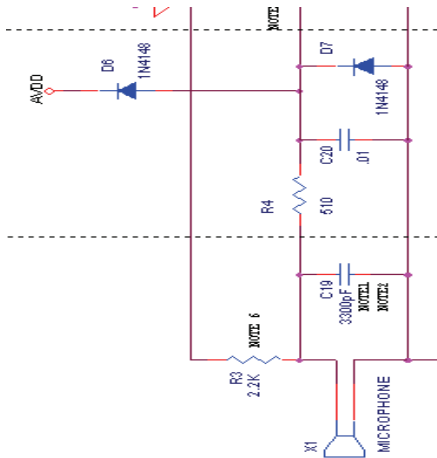 NOTE
D6
1N4148
AVDD
D7
1N4148
C20
.01
R4
510
C19
3300pF
NOTE1
NOTE2
NOTE 6
R3
2.2K
X1
MICROPHONE